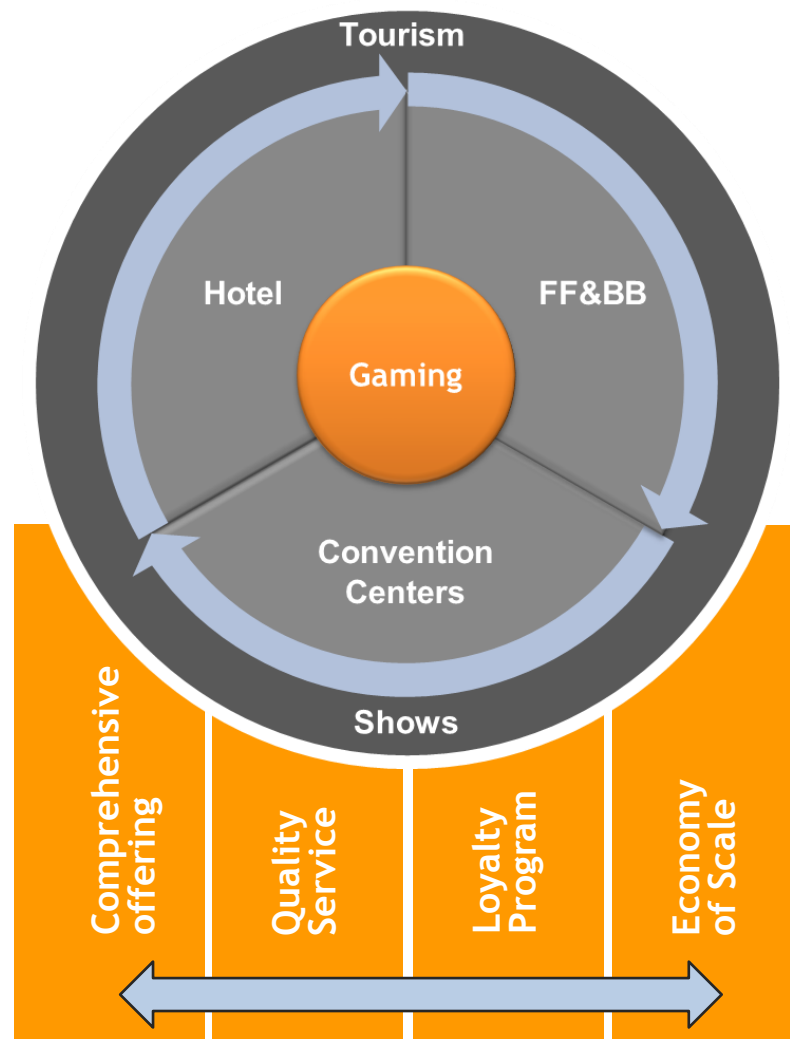 Tourism
Hotel
FF&BB
Gaming
Convention
Centers
Shows
Comprehensive
offering
Quality
Service
Loyalty
Program
Economy
of Scale